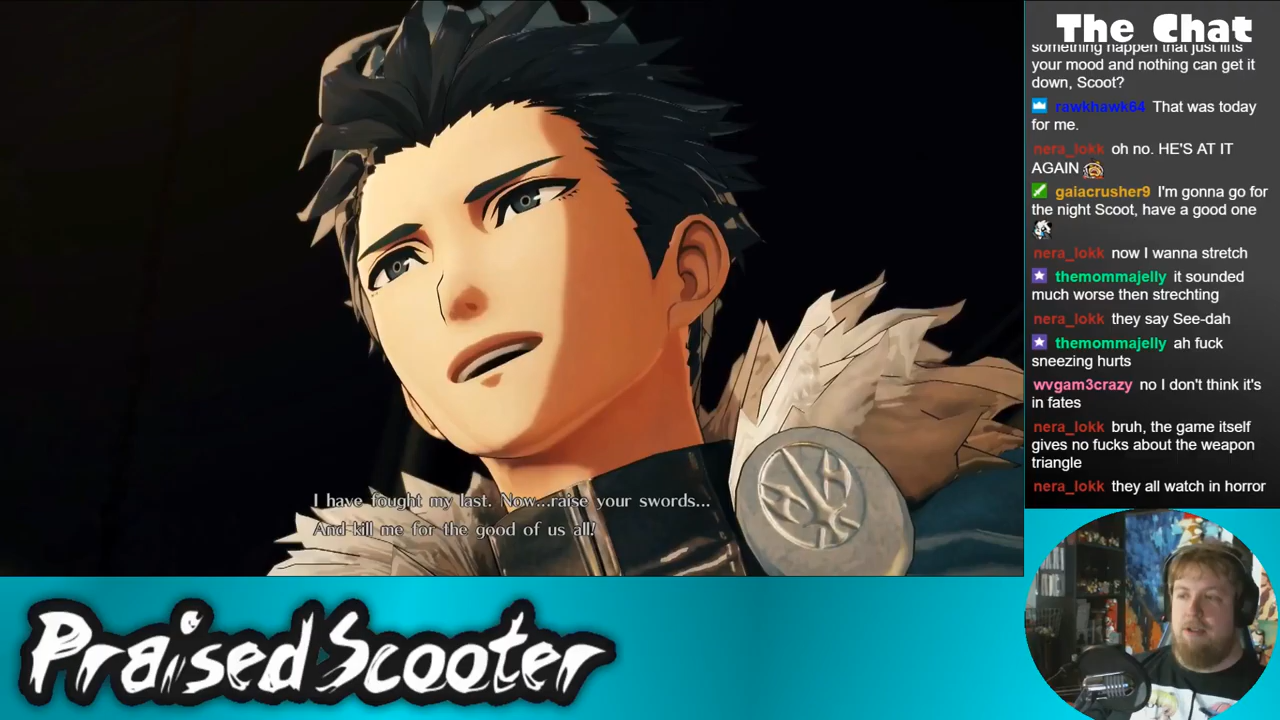 The Chat
something happen that just lifts
your mood and nothing can get it
down, Scoot?
rawkhawk64 That was today
for me.
nera_lokk oh no. HE'S AT IT
AGAIN
gaiacrusher9 I'm gonna go for
the night Scoot, have a good one
nera_lokk now I wanna stretch
themommajelly it sounded
much worse then strechting
nera_lokk they say See-dah
themommajelly ah fuck
sneezing hurts
wvgam3crazy no I don't think it's
in fates
nera_lokk bruh, the game itself
gives no fucks about the weapon
triangle
nera_lokk they all watch in horror
I have fought my last. Now...raise your swords...
And kill me for the good of us all!
Praised Scooter